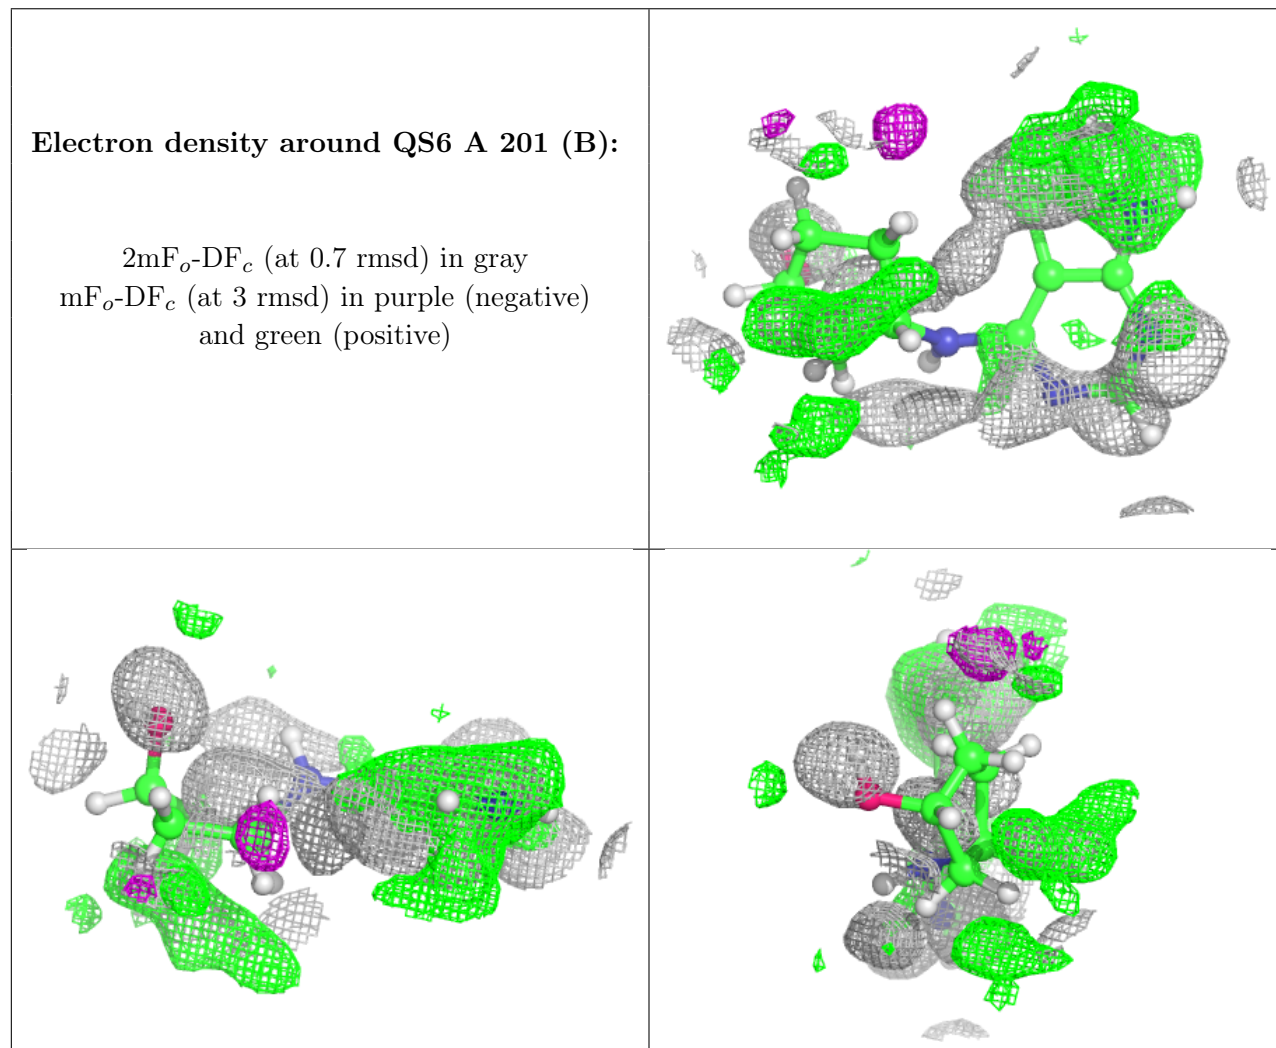 Electron density around QS6 A 201 (B):
2mFo-DFc (at 0.7 rmsd) in gray
mFo-DFc (at 3 rmsd) in purple (negative)
and green (positive)